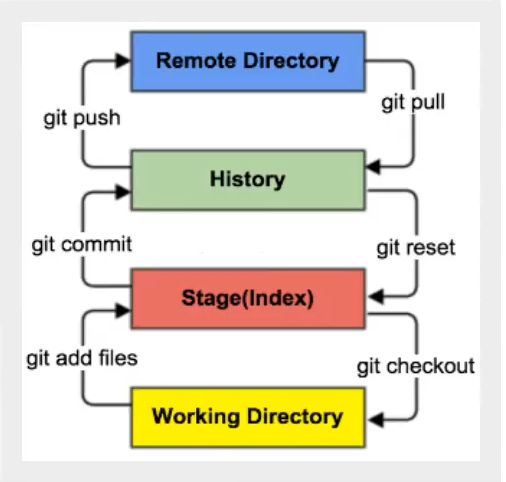 Remote Directory
git pull
git push
History
git commit
git reset
Stage(Index)
git add files
git checkout
Working Directory